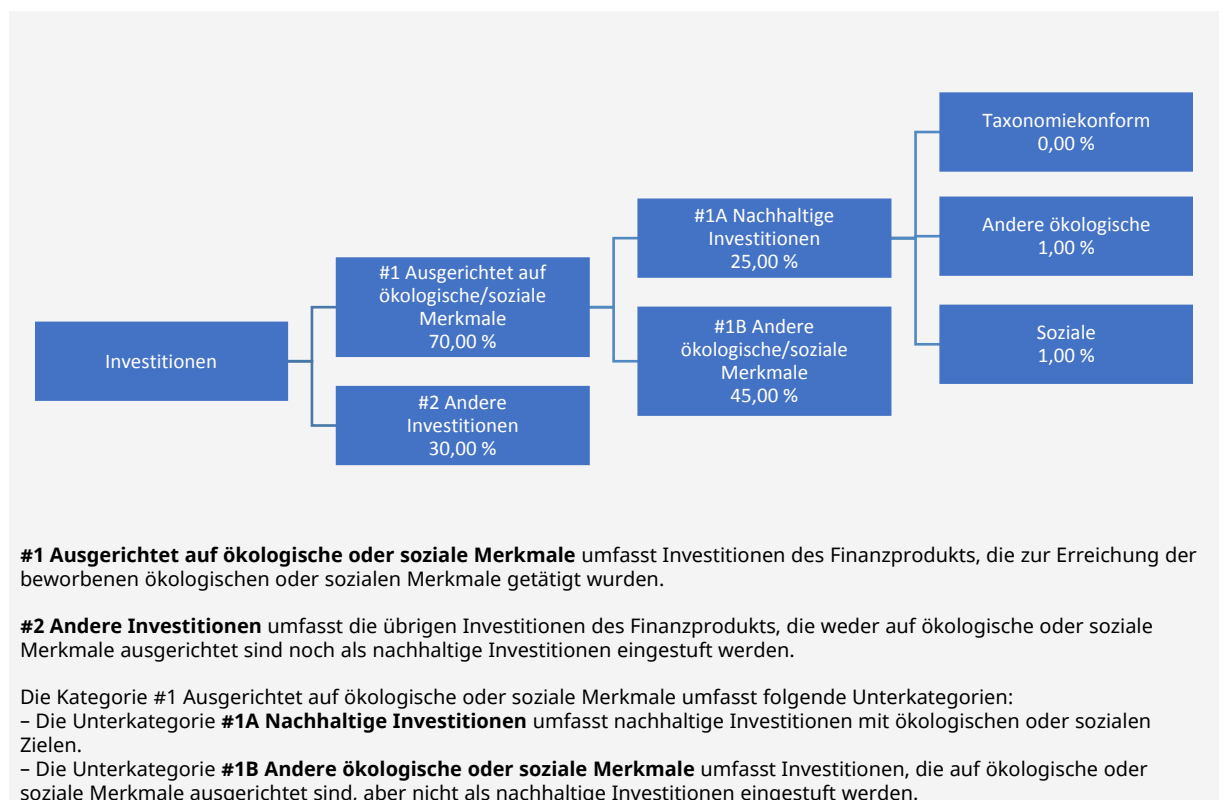 Investitionen
#1 Ausgerichtet auf
ökologische/soziale
Merkmale
70,00 %
#2 Andere
Investitionen
30,00 %
#1A Nachhaltige
Investitionen
25,00 %
#1B Andere
ökologische/soziale
Merkmale
45,00 %
Taxonomiekonform
0,00 %
Andere ökologische
1,00 %
Soziale
1,00 %
#1 Ausgerichtet auf ökologische oder soziale Merkmale umfasst Investitionen des Finanzprodukts, die zur Erreichung der
beworbenen ökologischen oder sozialen Merkmale getätigt wurden.
#2 Andere Investitionen umfasst die übrigen Investitionen des Finanzprodukts, die weder auf ökologische oder soziale
Merkmale ausgerichtet sind noch als nachhaltige Investitionen eingestuft werden.
Die Kategorie #1 Ausgerichtet auf ökologische oder soziale Merkmale umfasst folgende Unterkategorien:
– Die Unterkategorie #1A Nachhaltige Investitionen umfasst nachhaltige Investitionen mit ökologischen oder sozialen
Zielen.
– Die Unterkategorie #1B Andere ökologische oder soziale Merkmale umfasst Investitionen, die auf ökologische oder
soziale Merkmale ausgerichtet sind, aber nicht als nachhaltige Investitionen eingestuft werden.